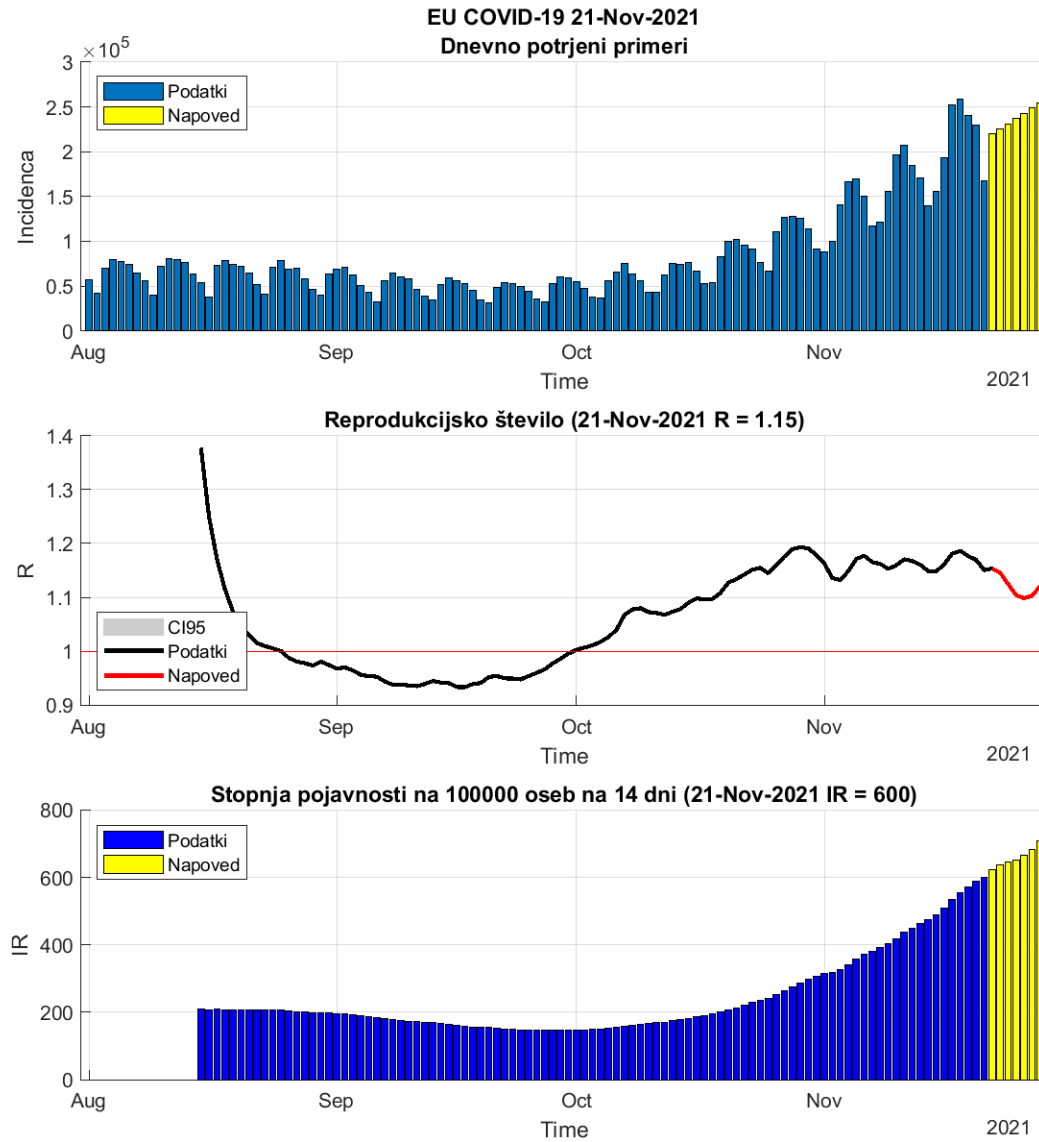 EU COVID-19 21-Nov-2021
Dnevno potrjeni primeri
×10⁵
3
2.5
2
1.5
1
0.5
0
Incidenca
Podatki
Napoved
Aug Sep Oct Nov
Time
2021
Reprodukcijsko število (21-Nov-2021 R = 1.15)
1.4
1.3
1.2
1.1
1
0.9
R
CI95
Podatki
Napoved
Aug Sep Oct Nov
Time
2021
Stopnja pojavnosti na 100000 oseb na 14 dni (21-Nov-2021 IR = 600)
800
600
400
200
0
IR
Podatki
Napoved
Aug Sep Oct Nov
Time
2021